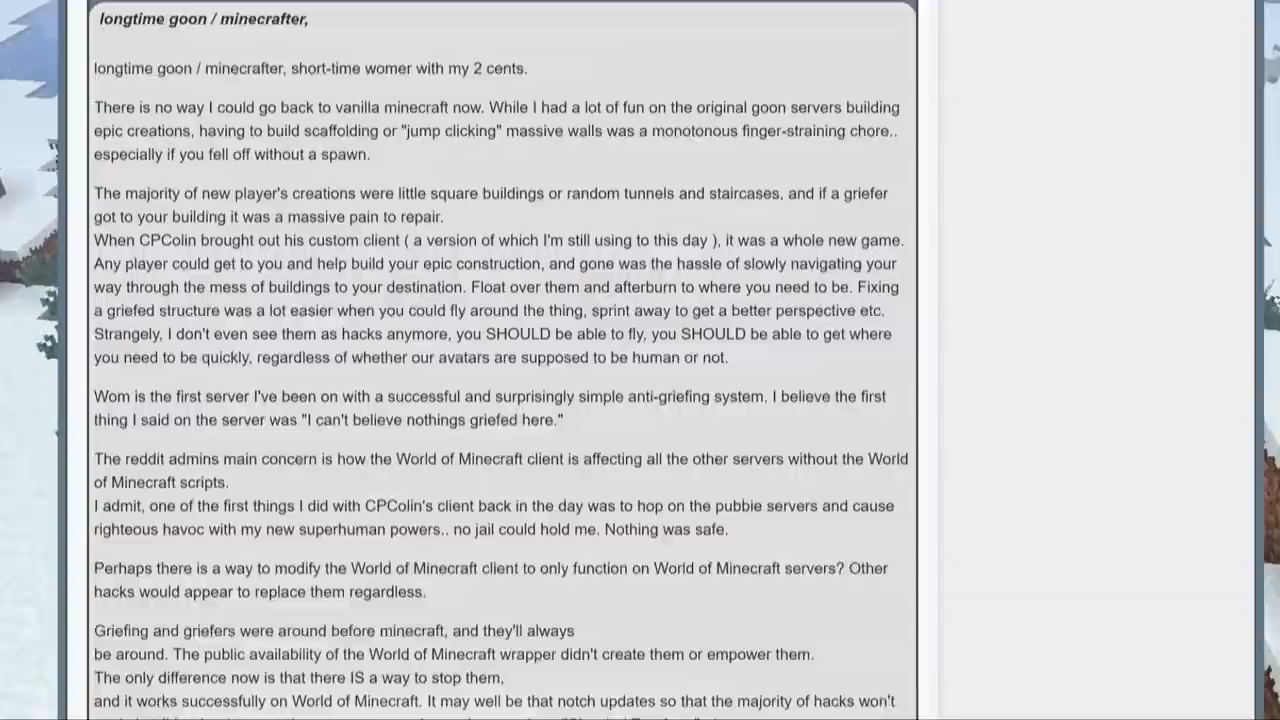 longtime goon / minecrafter,
longtime goon / minecrafter, short-time womer with my 2 cents.
There is no way I could go back to vanilla minecraft now. While I had a lot of fun on the original goon servers building
epic creations, having to build scaffolding or "jump clicking" massive walls was a monotonous finger-straining chore..
especially if you fell off without a spawn.
The majority of new player's creations were little square buildings or random tunnels and staircases, and if a griefer
got to your building it was a massive pain to repair.
When CPColin brought out his custom client ( a version of which I'm still using to this day ), it was a whole new game.
Any player could get to you and help build your epic construction, and gone was the hassle of slowly navigating your
way through the mess of buildings to your destination. Float over them and afterburn to where you need to be. Fixing
a griefed structure was a lot easier when you could fly around the thing, sprint away to get a better perspective etc.
Strangely, I don't even see them as hacks anymore, you SHOULD be able to fly, you SHOULD be able to get where
you need to be quickly, regardless of whether our avatars are supposed to be human or not.
Wom is the first server I've been on with a successful and surprisingly simple anti-griefing system, I believe the first
thing I said on the server was "I can't believe nothings griefed here."
The reddit admins main concern is how the World of Minecraft client is affecting all the other servers without the World
of Minecraft scripts.
I admit, one of the first things I did with CPColin's client back in the day was to hop on the pubbie servers and cause
righteous havoc with my new superhuman powers.. no jail could hold me. Nothing was safe.
Perhaps there is a way to modify the World of Minecraft client to only function on World of Minecraft servers? Other
hacks would appear to replace them regardless.
Griefing and griefers were around before minecraft, and they'll always
be around. The public availability of the World of Minecraft wrapper didn't create them or empower them.
The only difference now is that there IS a way to stop them,
and it works successfully on World of Minecraft. It may well be that notch updates so that the majority of hacks won't